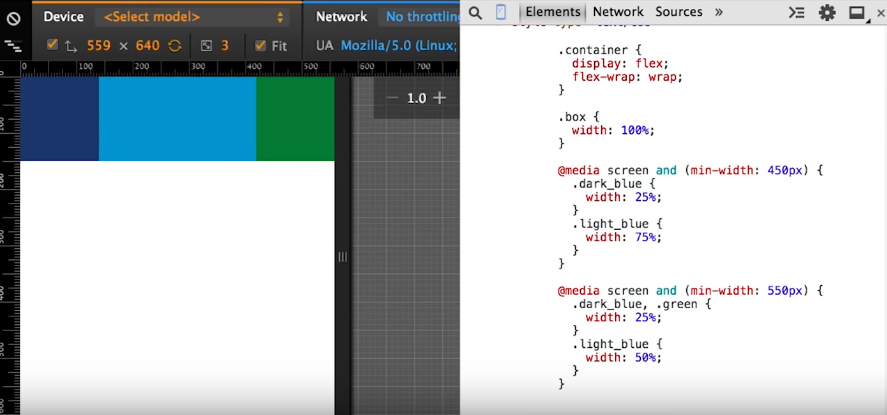 Device <Select model> Network No throttling
559 × 640 3 Fit UA Mozilla/5.0 (Linux;
0 100 200 300 400 500 600
100
200
300
400
500
− 1.0 +
Elements Network Sources »
.container {
display: flex;
flex-wrap: wrap;
}
.box {
width: 100%;
}
@media screen and (min-width: 450px) {
.dark_blue {
width: 25%;
}
.light_blue {
width: 75%;
}
}
@media screen and (min-width: 550px) {
.dark_blue, .green {
width: 25%;
}
.light_blue {
width: 50%;
}
}